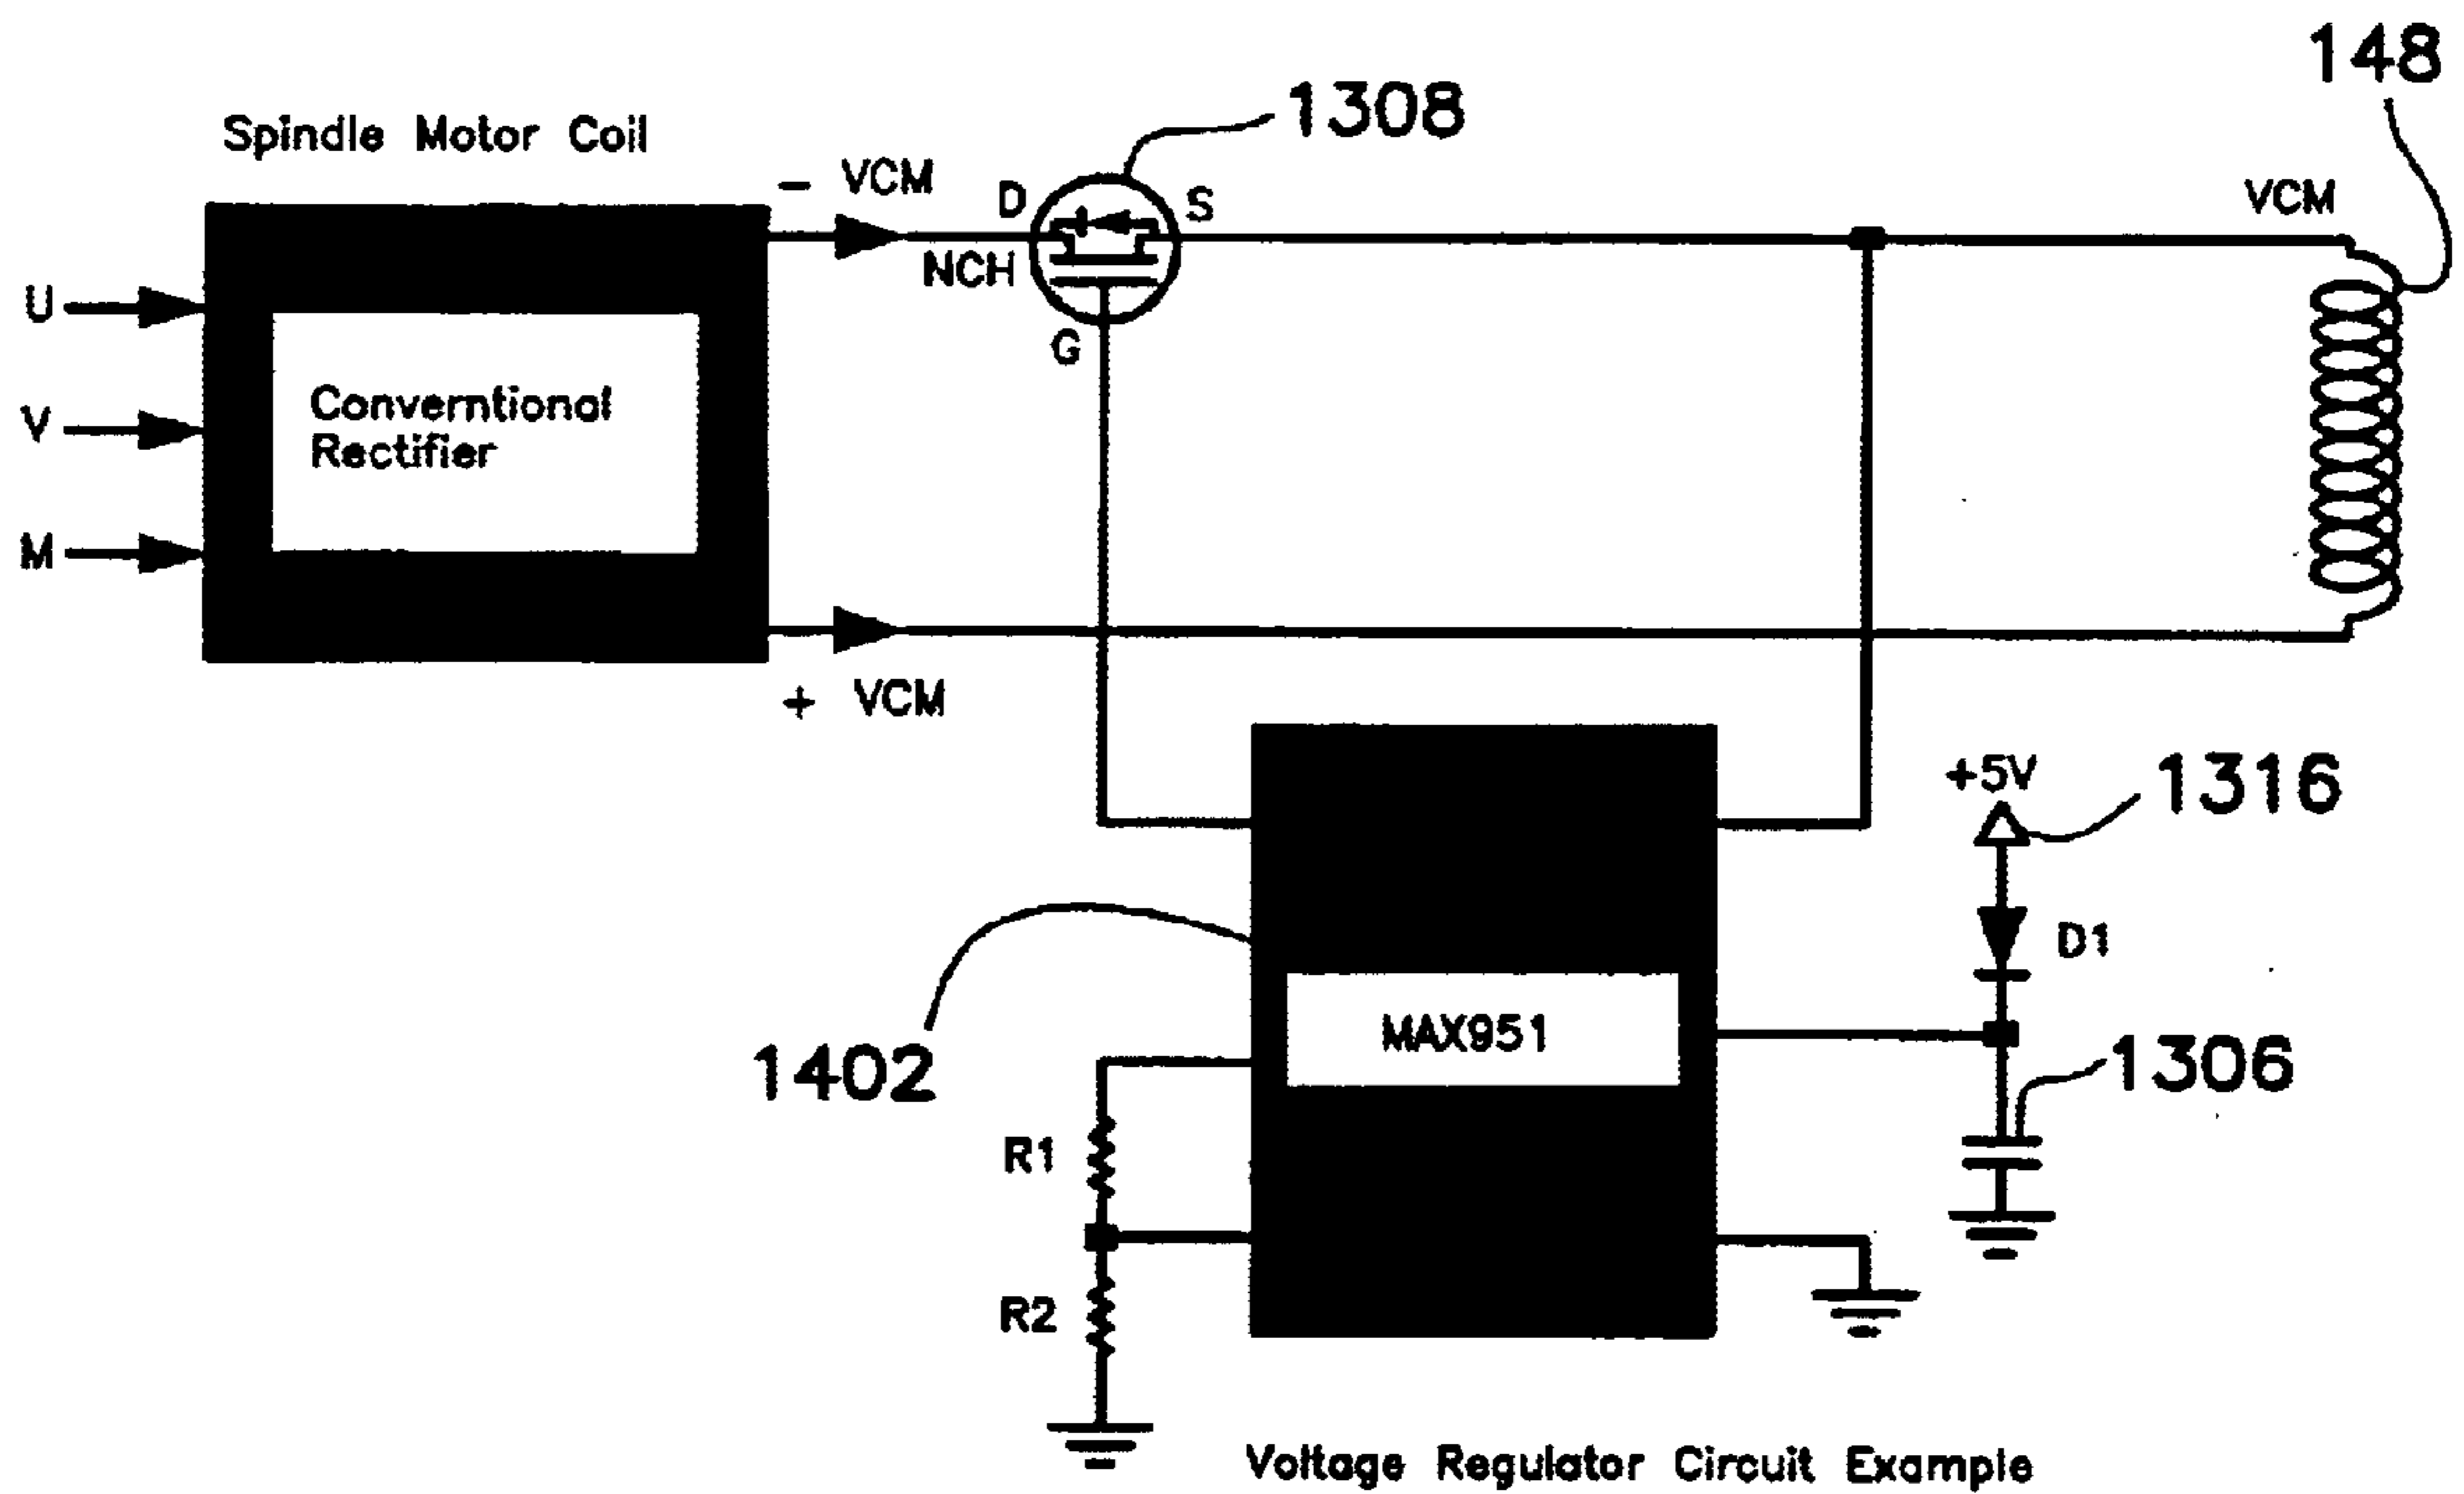 148
1308
Spindle Motor Coil
- VCM
D
S
VCM
NCH
U
G
Converntional
Rectifier
V
M
+ VCM
+5V
1316
D1
MAX951
1402
1306
R1
R2
Voltage Regulator Circuit Example